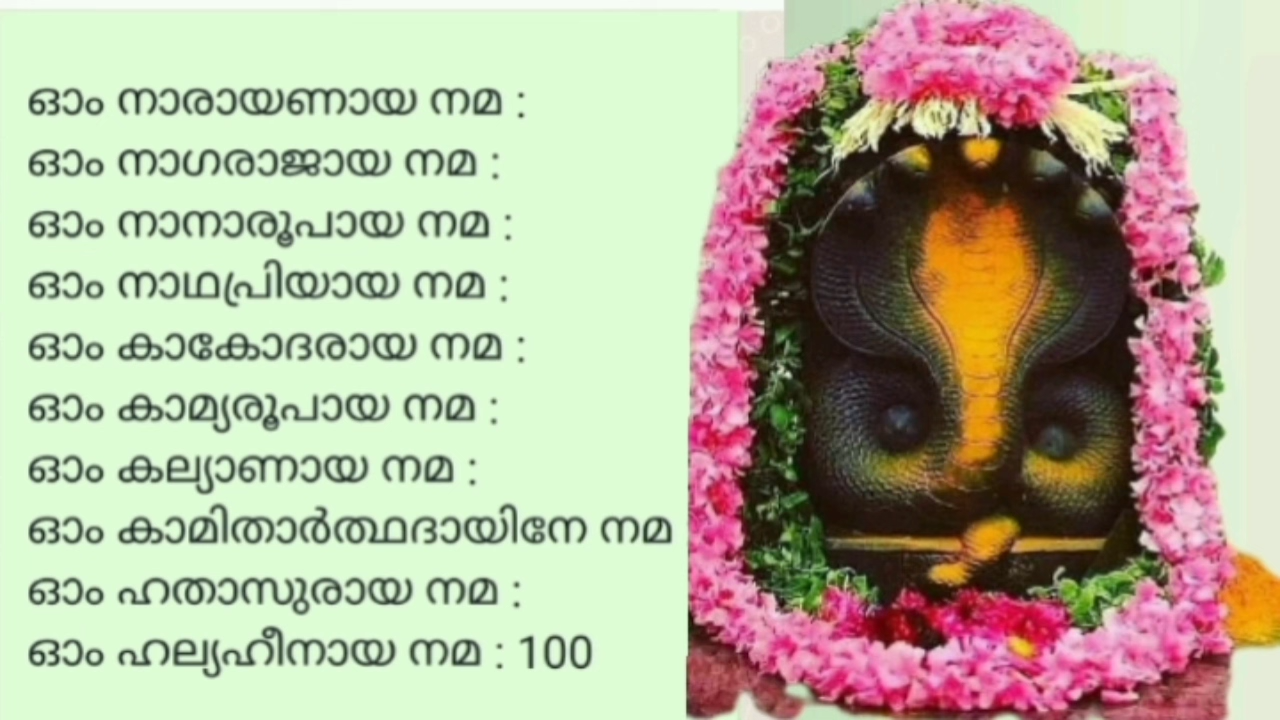 ഓം നാരായണായ നമ :
ഓം നാഗരാജായ നമ :
ഓം നാനാരൂപായ നമ :
ഓം നാഥപ്രിയായ നമ :
ഓം കാകോദരായ നമ :
ഓം കാമ്യരൂപായ നമ :
ഓം കല്യാണായ നമ :
ഓം കാമിതാർത്ഥദായിനേ നമ
ഓം ഹതാസുരായ നമ :
ഓം ഹല്യഹീനായ നമ : 100